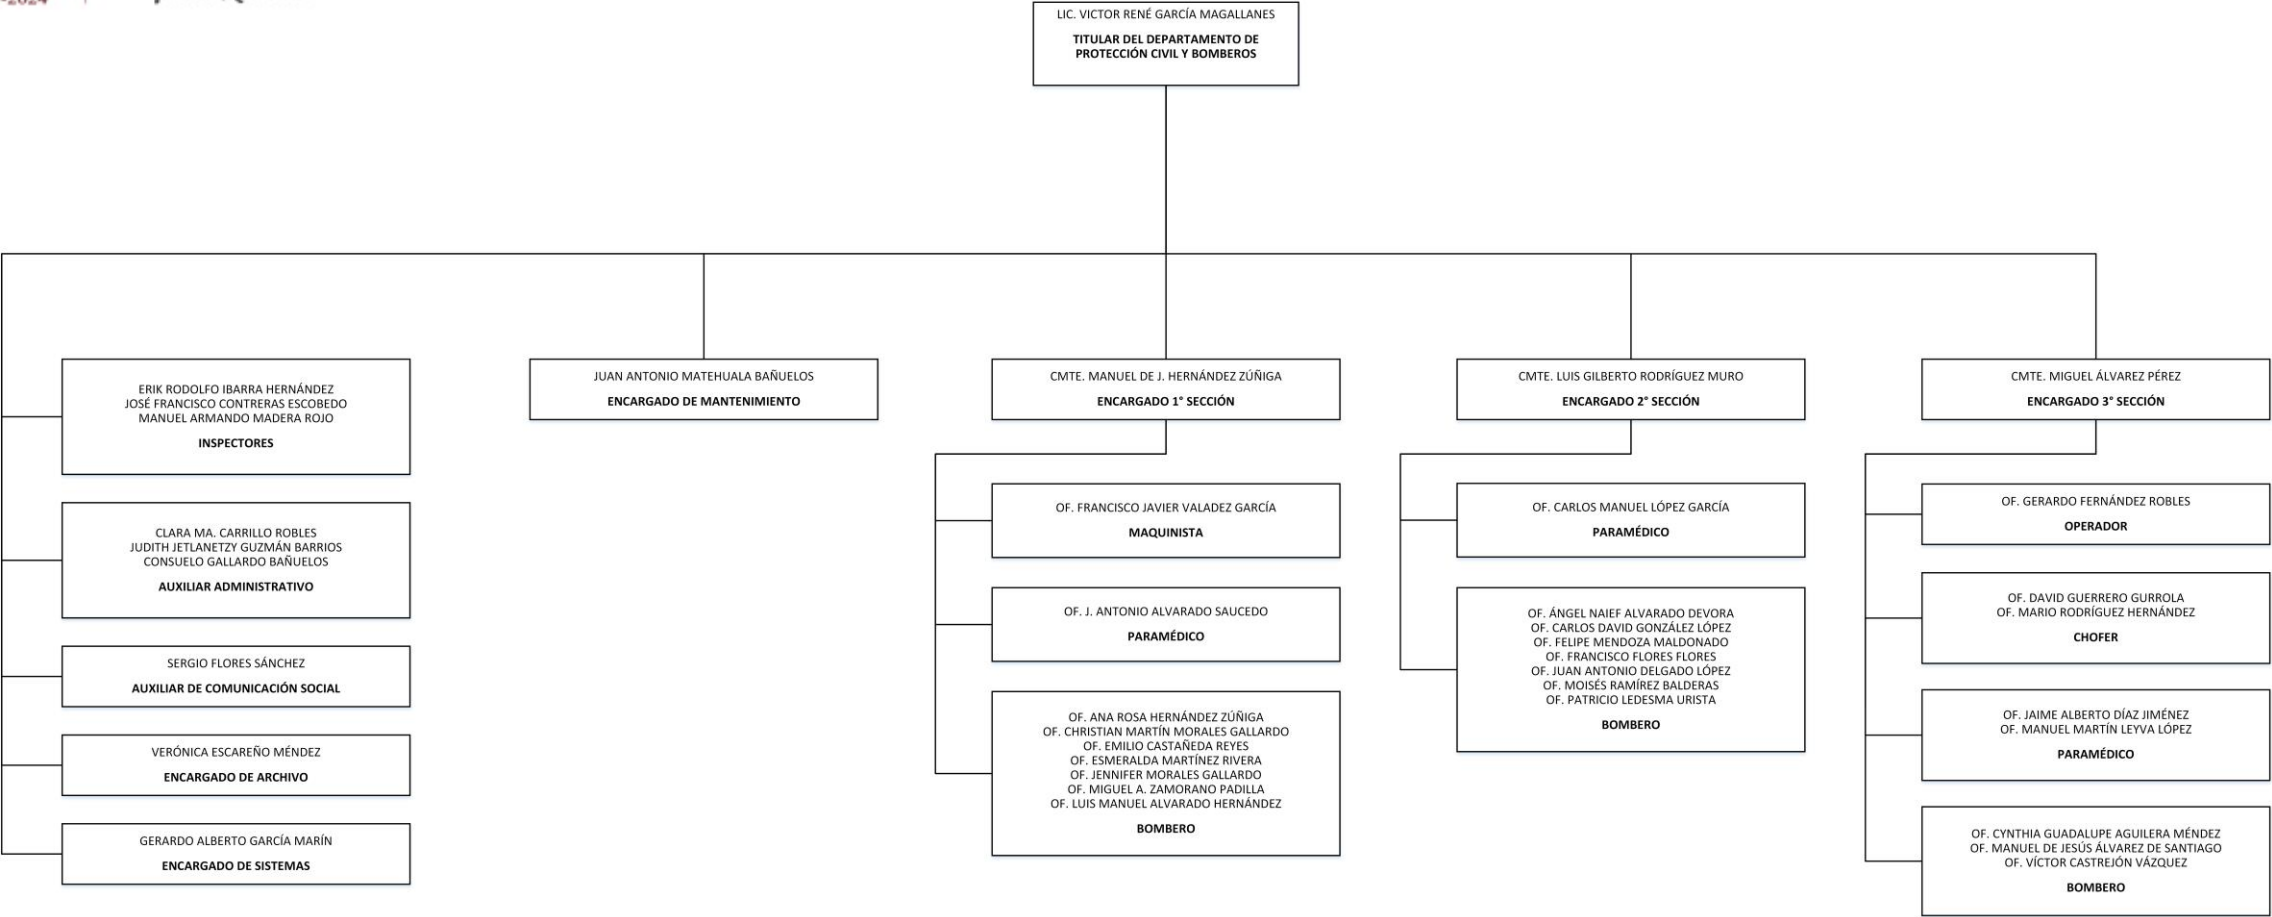 -2024
LIC. VICTOR RENÉ GARCÍA MAGALLANES
TITULAR DEL DEPARTAMENTO DE
PROTECCIÓN CIVIL Y BOMBEROS
ERIK RODOLFO IBARRA HERNÁNDEZ
JOSÉ FRANCISCO CONTRERAS ESCOBEDO
MANUEL ARMANDO MADERA ROJO
INSPECTORES
CLARA MA. CARRILLO ROBLES
JUDITH JETLANETZY GUZMÁN BARRIOS
CONSUELO GALLARDO BAÑUELOS
AUXILIAR ADMINISTRATIVO
SERGIO FLORES SÁNCHEZ
AUXILIAR DE COMUNICACIÓN SOCIAL
VERÓNICA ESCAREÑO MÉNDEZ
ENCARGADO DE ARCHIVO
GERARDO ALBERTO GARCÍA MARÍN
ENCARGADO DE SISTEMAS
JUAN ANTONIO MATEHUALA BAÑUELOS
ENCARGADO DE MANTENIMIENTO
CMTE. MANUEL DE J. HERNÁNDEZ ZÚÑIGA
ENCARGADO 1° SECCIÓN
OF. FRANCISCO JAVIER VALADEZ GARCÍA
MAQUINISTA
OF. J. ANTONIO ALVARADO SAUCEDO
PARAMÉDICO
OF. ANA ROSA HERNÁNDEZ ZÚÑIGA
OF. CHRISTIAN MARTÍN MORALES GALLARDO
OF. EMILIO CASTAÑEDA REYES
OF. ESMERALDA MARTÍNEZ RIVERA
OF. JENNIFER MORALES GALLARDO
OF. MIGUEL A. ZAMORANO PADILLA
OF. LUIS MANUEL ALVARADO HERNÁNDEZ
BOMBERO
CMTE. LUIS GILBERTO RODRÍGUEZ MURO
ENCARGADO 2° SECCIÓN
OF. CARLOS MANUEL LÓPEZ GARCÍA
PARAMÉDICO
OF. ÁNGEL NAIEF ALVARADO DEVORA
OF. CARLOS DAVID GONZÁLEZ LÓPEZ
OF. FELIPE MENDOZA MALDONADO
OF. FRANCISCO FLORES FLORES
OF. JUAN ANTONIO DELGADO LÓPEZ
OF. MOISÉS RAMÍREZ BALDERAS
OF. PATRICIO LEDESMA URISTA
BOMBERO
CMTE. MIGUEL ÁLVAREZ PÉREZ
ENCARGADO 3° SECCIÓN
OF. GERARDO FERNÁNDEZ ROBLES
OPERADOR
OF. DAVID GUERRERO GURROLA
OF. MARIO RODRÍGUEZ HERNÁNDEZ
CHOFER
OF. JAIME ALBERTO DÍAZ JIMÉNEZ
OF. MANUEL MARTÍN LEYVA LÓPEZ
PARAMÉDICO
OF. CYNTHIA GUADALUPE AGUILERA MÉNDEZ
OF. MANUEL DE JESÚS ÁLVAREZ DE SANTIAGO
OF. VÍCTOR CASTREJÓN VÁZQUEZ
BOMBERO